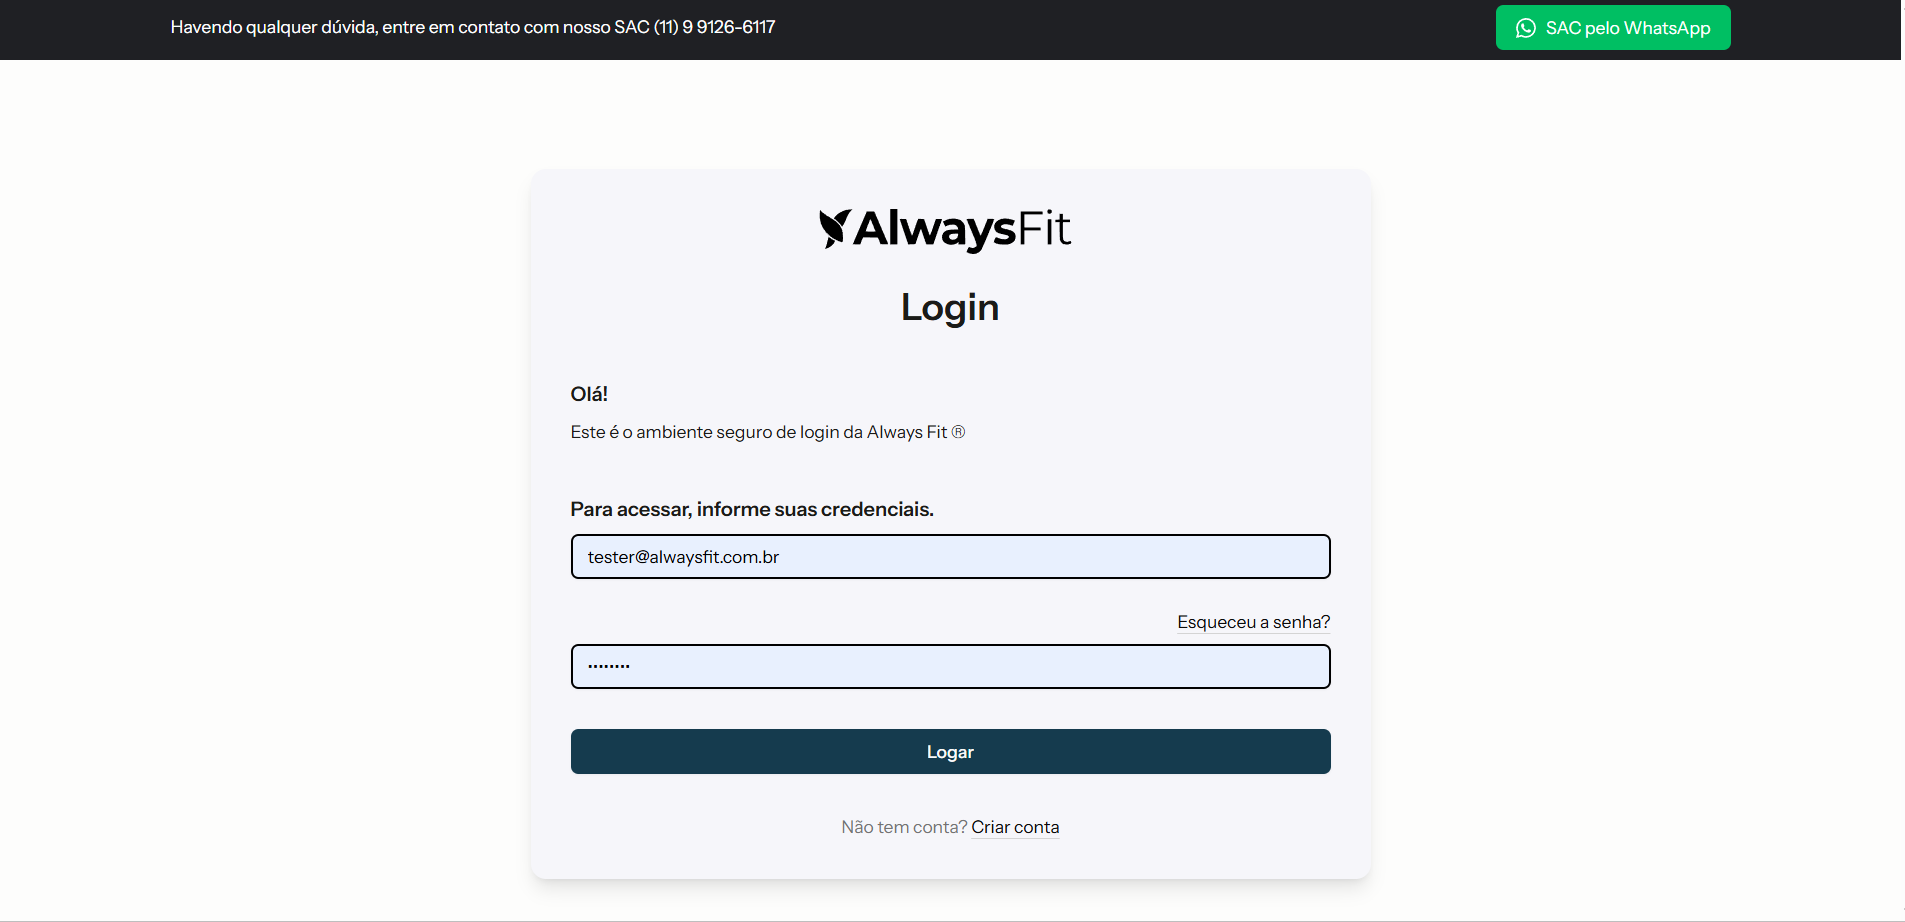 Havendo qualquer dúvida, entre em contato com nosso SAC (11) 9 9126-6117
SAC pelo WhatsApp
AlwaysFit
Login
Olá!
Este é o ambiente seguro de login da Always Fit ®
Para acessar, informe suas credenciais.
tester@alwaysfit.com.br
Esqueceu a senha?
••••••••
Logar
Não tem conta? Criar conta